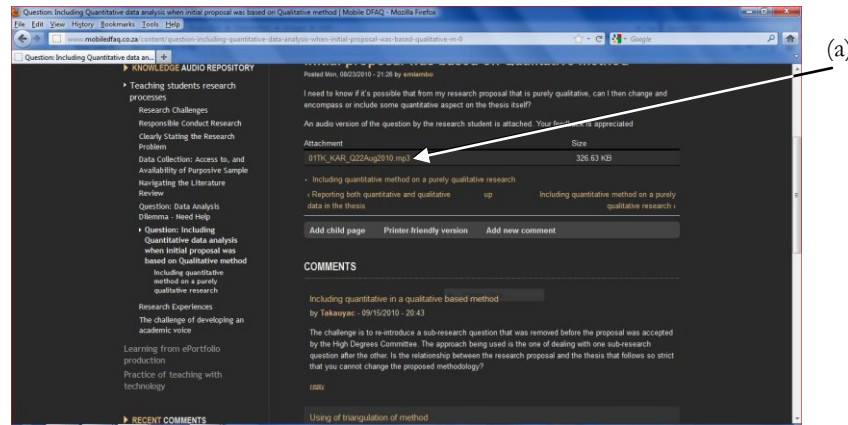 Question: Including Quantitative data analysis when initial proposal was based on Qualitative method | Mobile DFAQ - Mozilla Firefox
File Edit View History Bookmarks Tools Help
www.mobiledfaq.co.za/content/question-including-quantitative-data-analysis-when-initial-proposal-was-based-qualitative-m-0
Google
Question: Including Quantitative data an...
(a)
KNOWLEDGE AUDIO REPOSITORY
Teaching students research
processes
Research Challenges
Responsible Conduct Research
Clearly Stating the Research
Problem
Data Collection: Access to, and
Availability of Purposive Sample
Navigating the Literature
Review
Question: Data Analysis
Dilemma - Need Help
Question: Including
Quantitative data analysis
when initial proposal was
based on Qualitative method
Including quantitative
method on a purely
qualitative research
Research Experiences
The challenge of developing an
academic voice
Learning from ePortfolio
production
Practice of teaching with
technology
RECENT COMMENTS
initial proposal was based on Qualitative method
Posted Mon, 08/23/2010 - 21:26 by smlambo
I need to know if it's possible that from my research proposal that is purely qualitative, can I then change and
encompass or include some quantitative aspect on the thesis itself?
An audio version of the question by the research student is attached. Your feedback is appreciated
Attachment Size
01TK_KAR_Q22Aug2010.mp3 326.63 KB
Including quantitative method on a purely qualitative research
‹ Reporting both quantitative and qualitative up Including quantitative method on a purely
data in the thesis qualitative research ›
Add child page Printer-friendly version Add new comment
COMMENTS
Including quantitative in a qualitative based method
by Takauyac - 09/15/2010 - 20:43
The challenge is to re-introduce a sub-research question that was removed before the proposal was accepted
by the High Degrees Committee. The approach being used is the one of dealing with one sub-research
question after the other. Is the relationship between the research proposal and the thesis that follows so strict
that you cannot change the proposed methodology?
reply
Using of triangulation of method